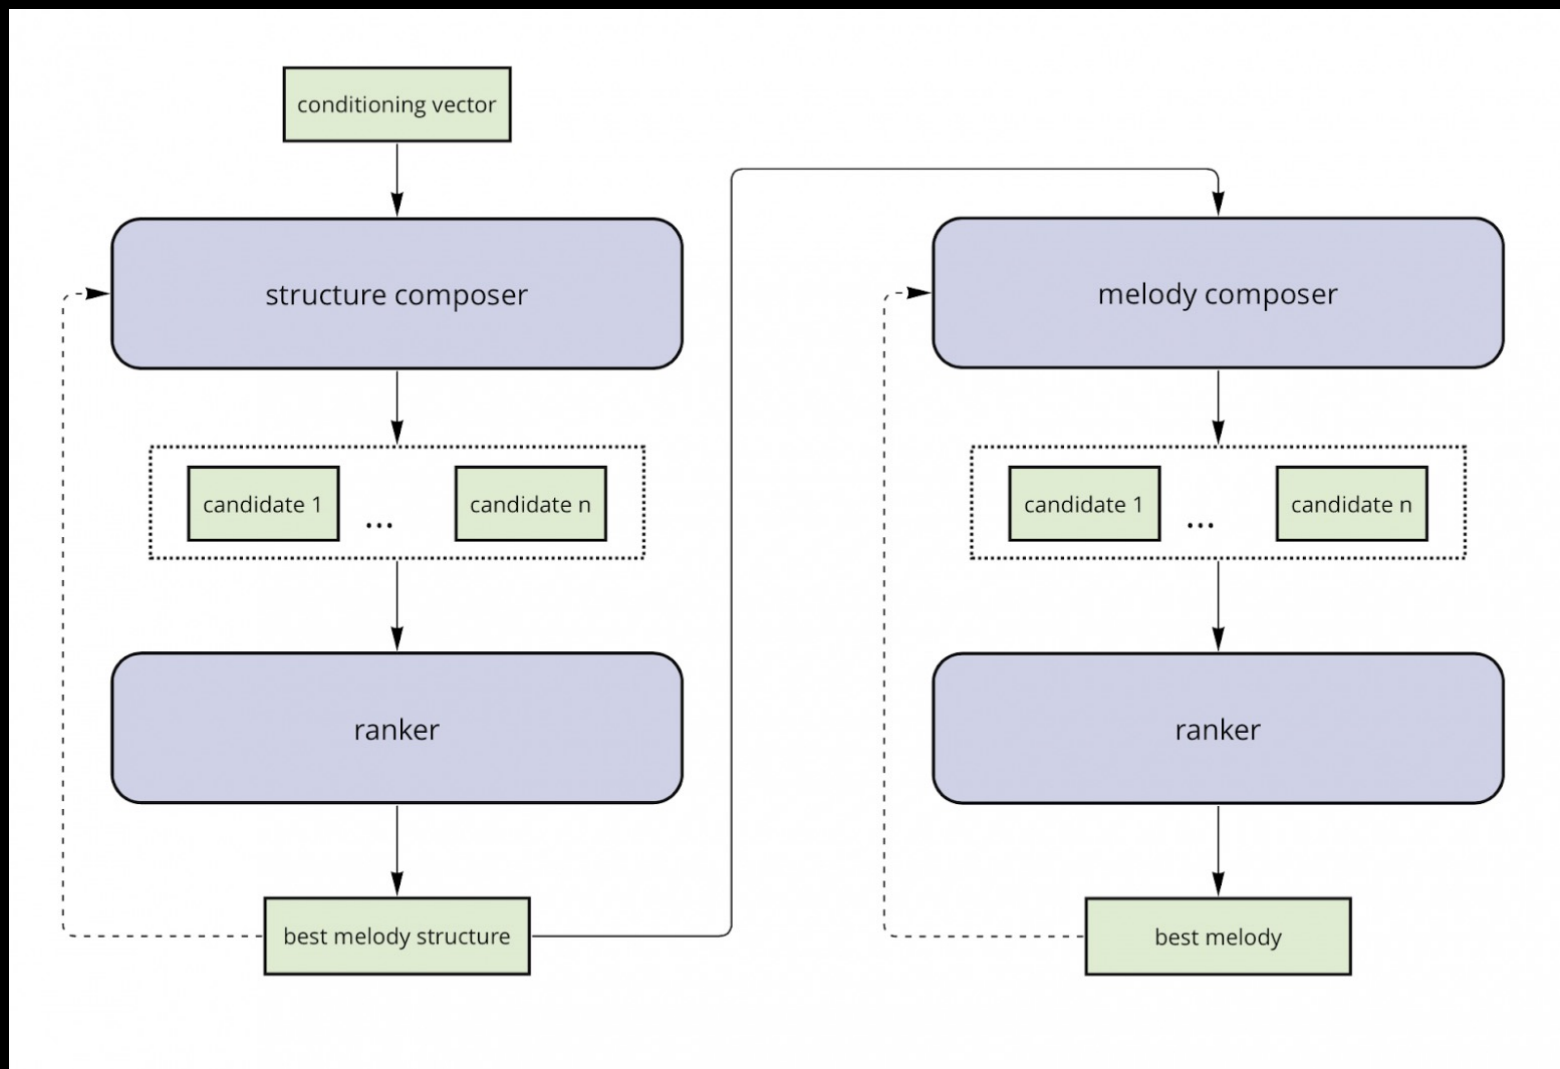 conditioning vector
structure composer
candidate 1
...
candidate n
ranker
best melody structure
melody composer
candidate 1
...
candidate n
ranker
best melody